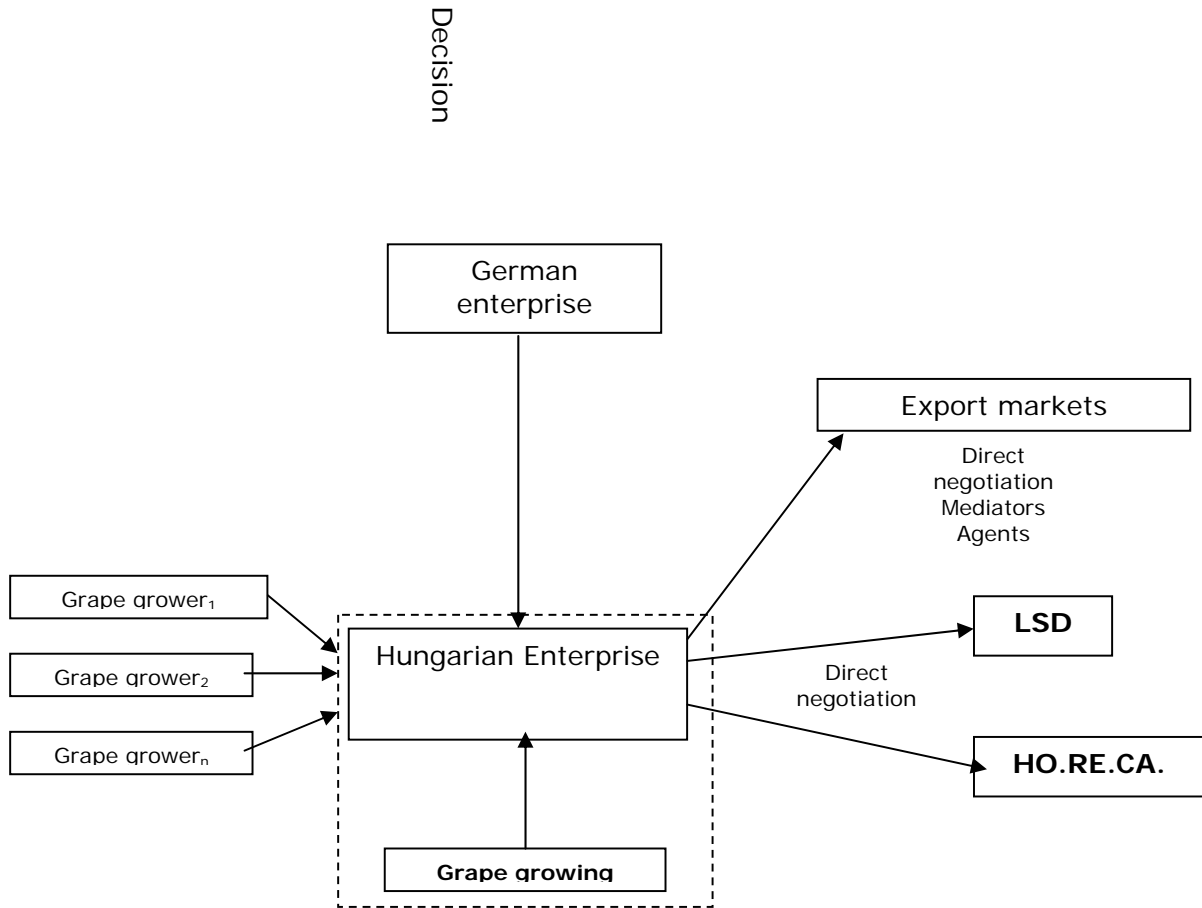 Decision
German
enterprise
Export markets
Direct
negotiation
Mediators
Agents
Grape grower₁
Grape grower₂
Grape growerₙ
Hungarian Enterprise
Direct
negotiation
LSD
HO.RE.CA.
Grape growing